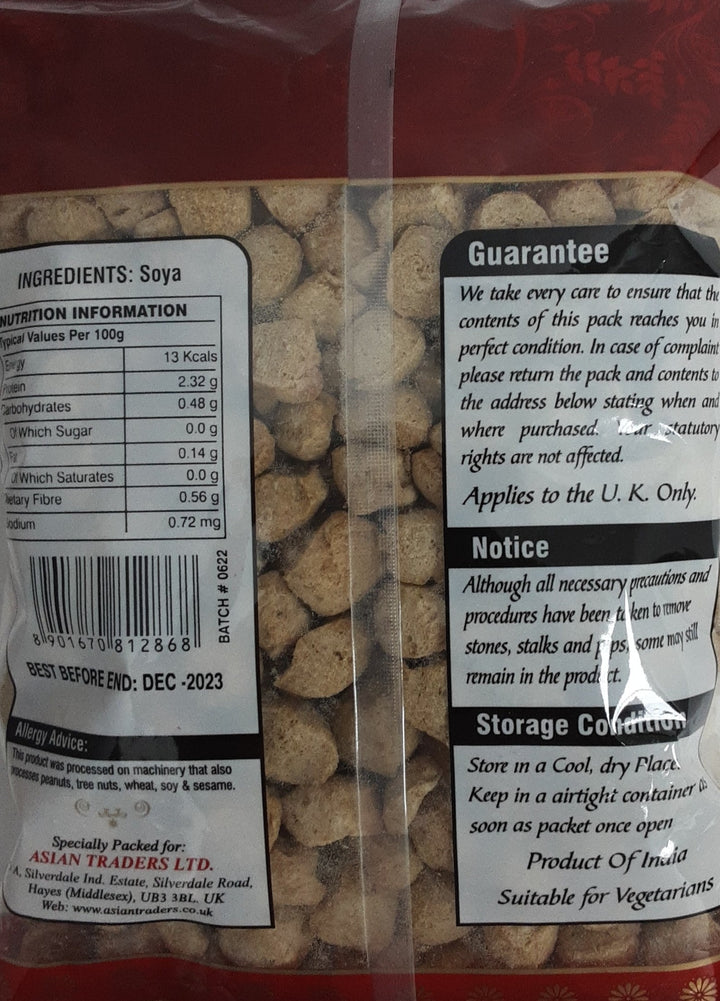 INGREDIENTS: Soya
NUTRITION INFORMATION
Typical Values Per 100g
Energy 13 Kcals
Protein 2.32 g
Carbohydrates 0.48 g
Of Which Sugar 0.0 g
Fat 0.14 g
Of Which Saturates 0.0 g
Dietary Fibre 0.56 g
Sodium 0.72 mg
8 901670 812868
BATCH # 0622
BEST BEFORE END: DEC -2023
Allergy Advice:
This product was processed on machinery that also
processes peanuts, tree nuts, wheat, soy & sesame.
Specially Packed for:
ASIAN TRADERS LTD.
A, Silverdale Ind. Estate, Silverdale Road,
Hayes (Middlesex), UB3 3BL. UK
Web: www.asiantraders.co.uk
Guarantee
We take every care to ensure that the
contents of this pack reaches you in
perfect condition. In case of complaint
please return the pack and contents to
the address below stating when and
where purchased. Your statutory
rights are not affected.
Applies to the U. K. Only.
Notice
Although all necessary precautions and
procedures have been taken to remove
stones, stalks and pips, some may still
remain in the product.
Storage Condition
Store in a Cool, dry Place.
Keep in a airtight container as
soon as packet once open
Product Of India
Suitable for Vegetarians